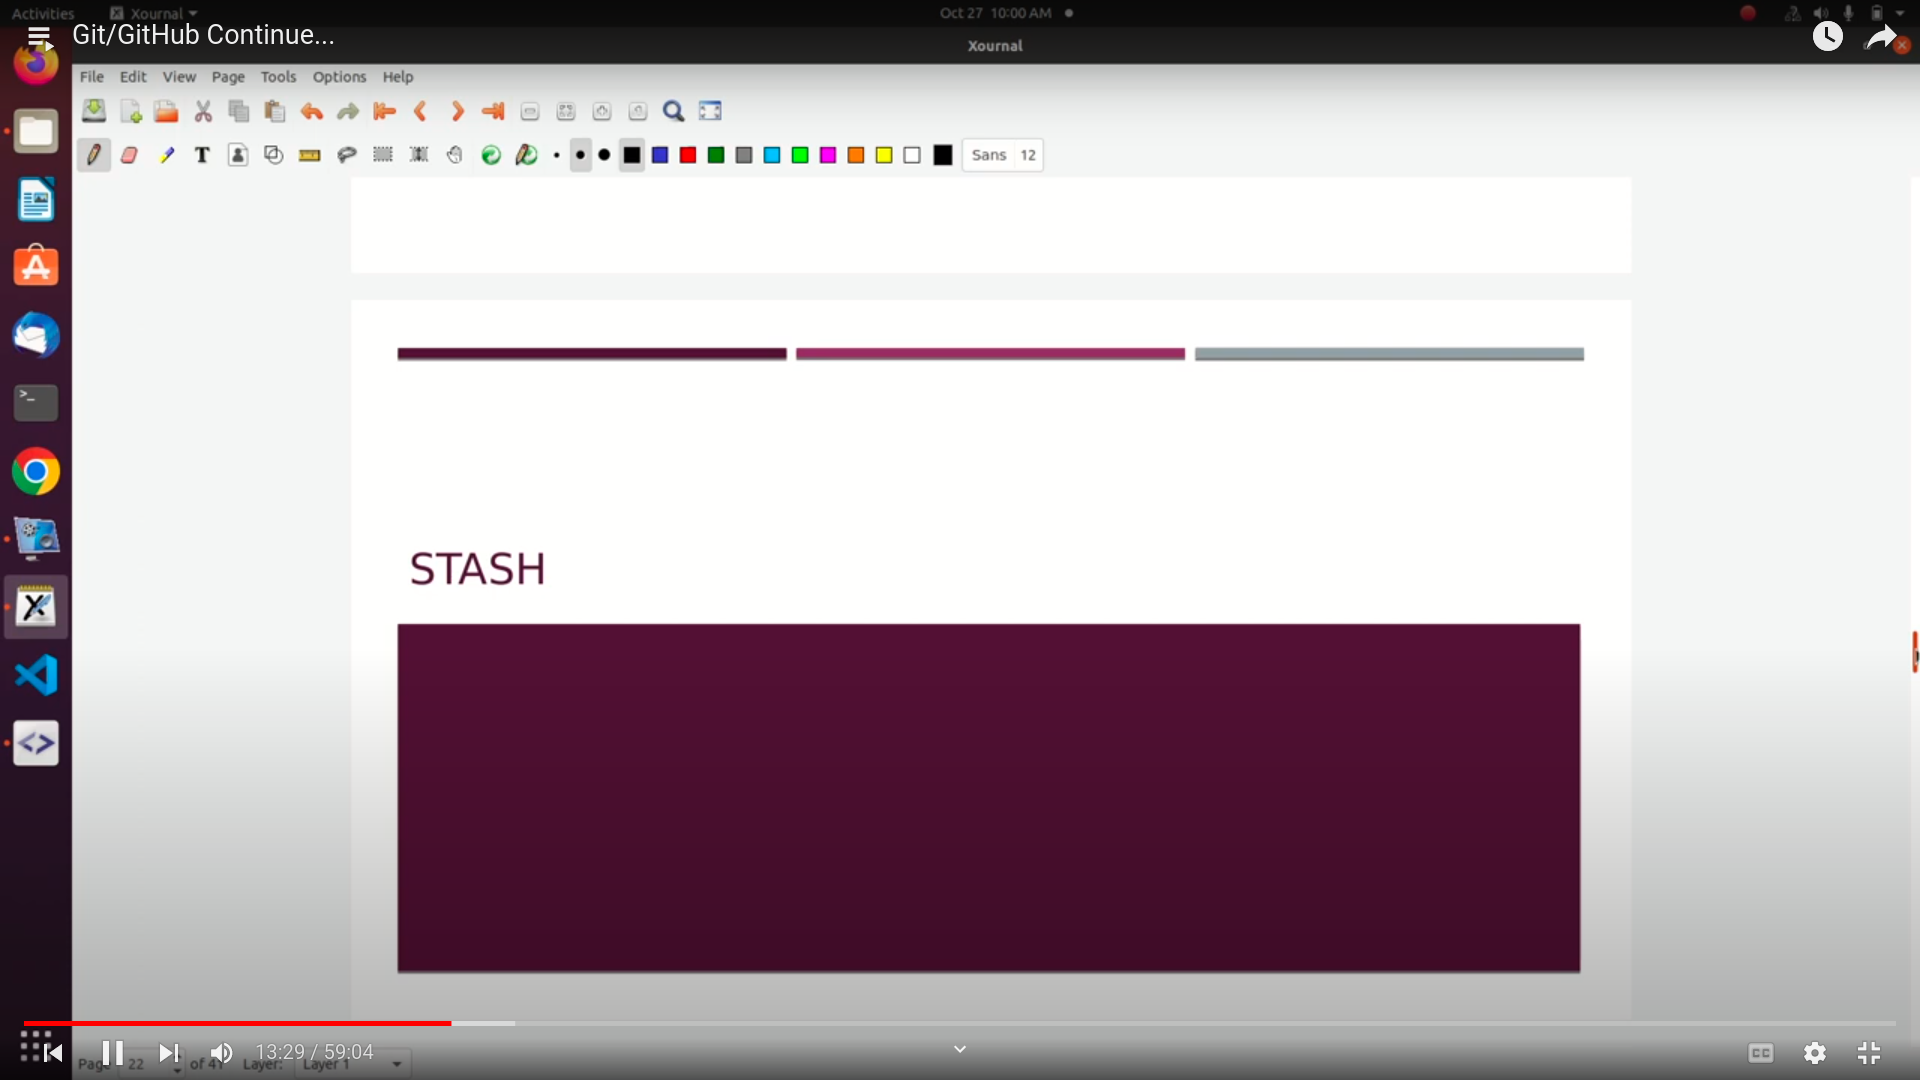 Activities Xournal Oct 27 10:00 AM
Git/GitHub Continue...
Xournal
File Edit View Page Tools Options Help
T Sans 12
STASH
13:29 / 59:04
Page 22 of 41 Layer: Layer 1
CC